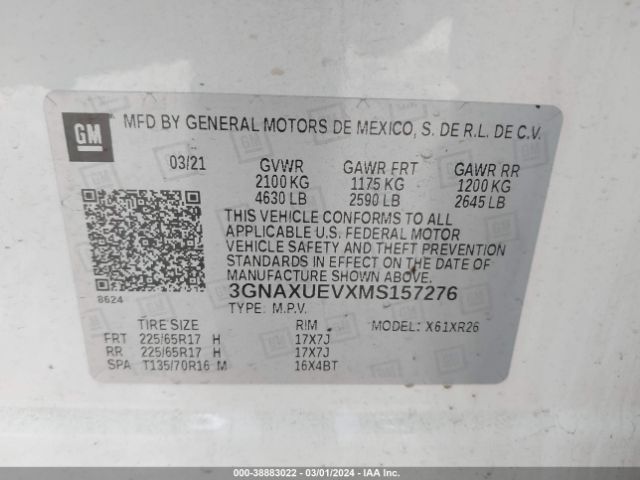 GM
MFD BY GENERAL MOTORS DE MEXICO, S. DE R.L. DE C.V.
03/21 GVWR GAWR FRT GAWR RR
2100 KG 1175 KG 1200 KG
4630 LB 2590 LB 2645 LB
THIS VEHICLE CONFORMS TO ALL
APPLICABLE U.S. FEDERAL MOTOR
VEHICLE SAFETY AND THEFT PREVENTION
STANDARDS IN EFFECT ON THE DATE OF
MANUFACTURE SHOWN ABOVE.
8624
3GNAXUEVXMS157276
TYPE: M.P.V. MODEL: X61XR26
TIRE SIZE RIM
FRT 225/65R17 H 17X7J
RR 225/65R17 H 17X7J
SPA T135/70R16 M 16X4BT
000-38883022 - 03/01/2024 - IAA Inc.